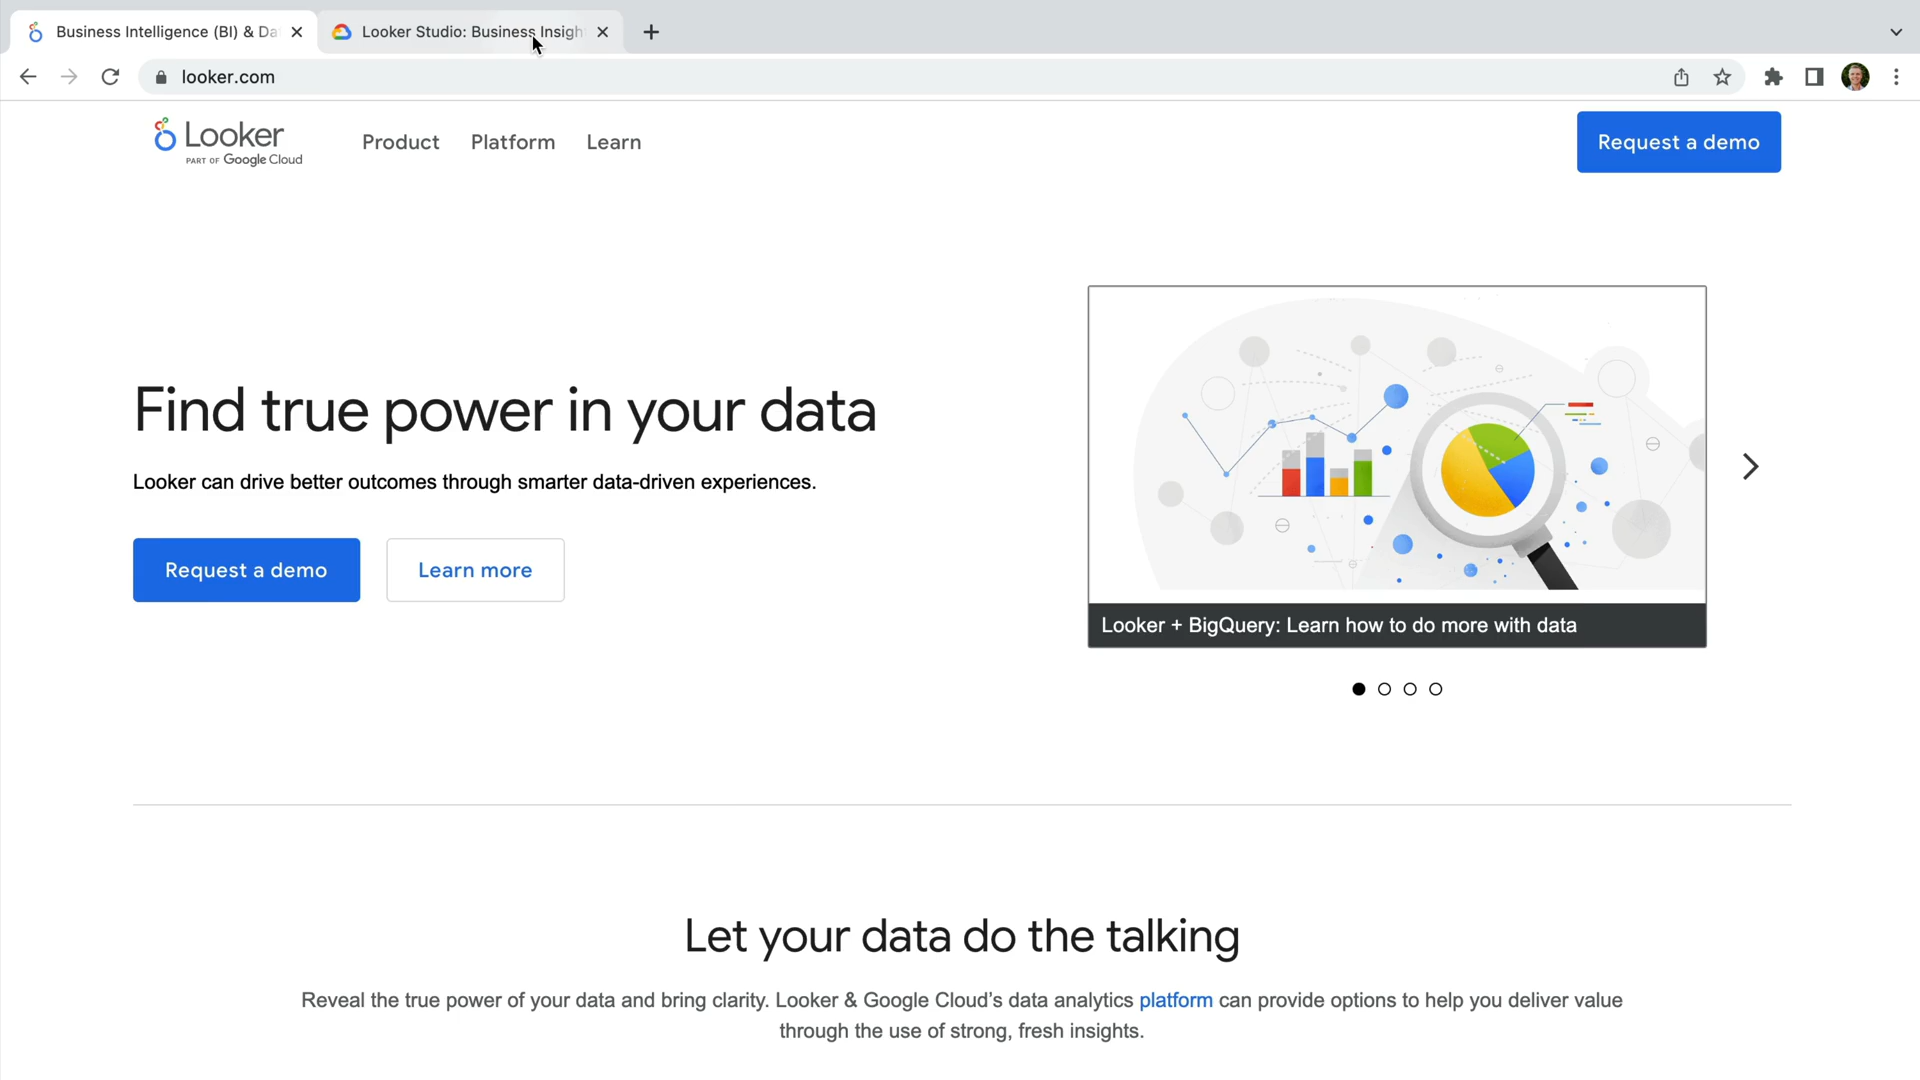 Business Intelligence (BI) & Da
Looker Studio: Business Insigh
looker.com
Looker
PART OF Google Cloud
Product
Platform
Learn
Request a demo
Find true power in your data
Looker can drive better outcomes through smarter data-driven experiences.
Request a demo
Learn more
Looker + BigQuery: Learn how to do more with data
Let your data do the talking
Reveal the true power of your data and bring clarity. Looker & Google Cloud’s data analytics platform can provide options to help you deliver value
through the use of strong, fresh insights.